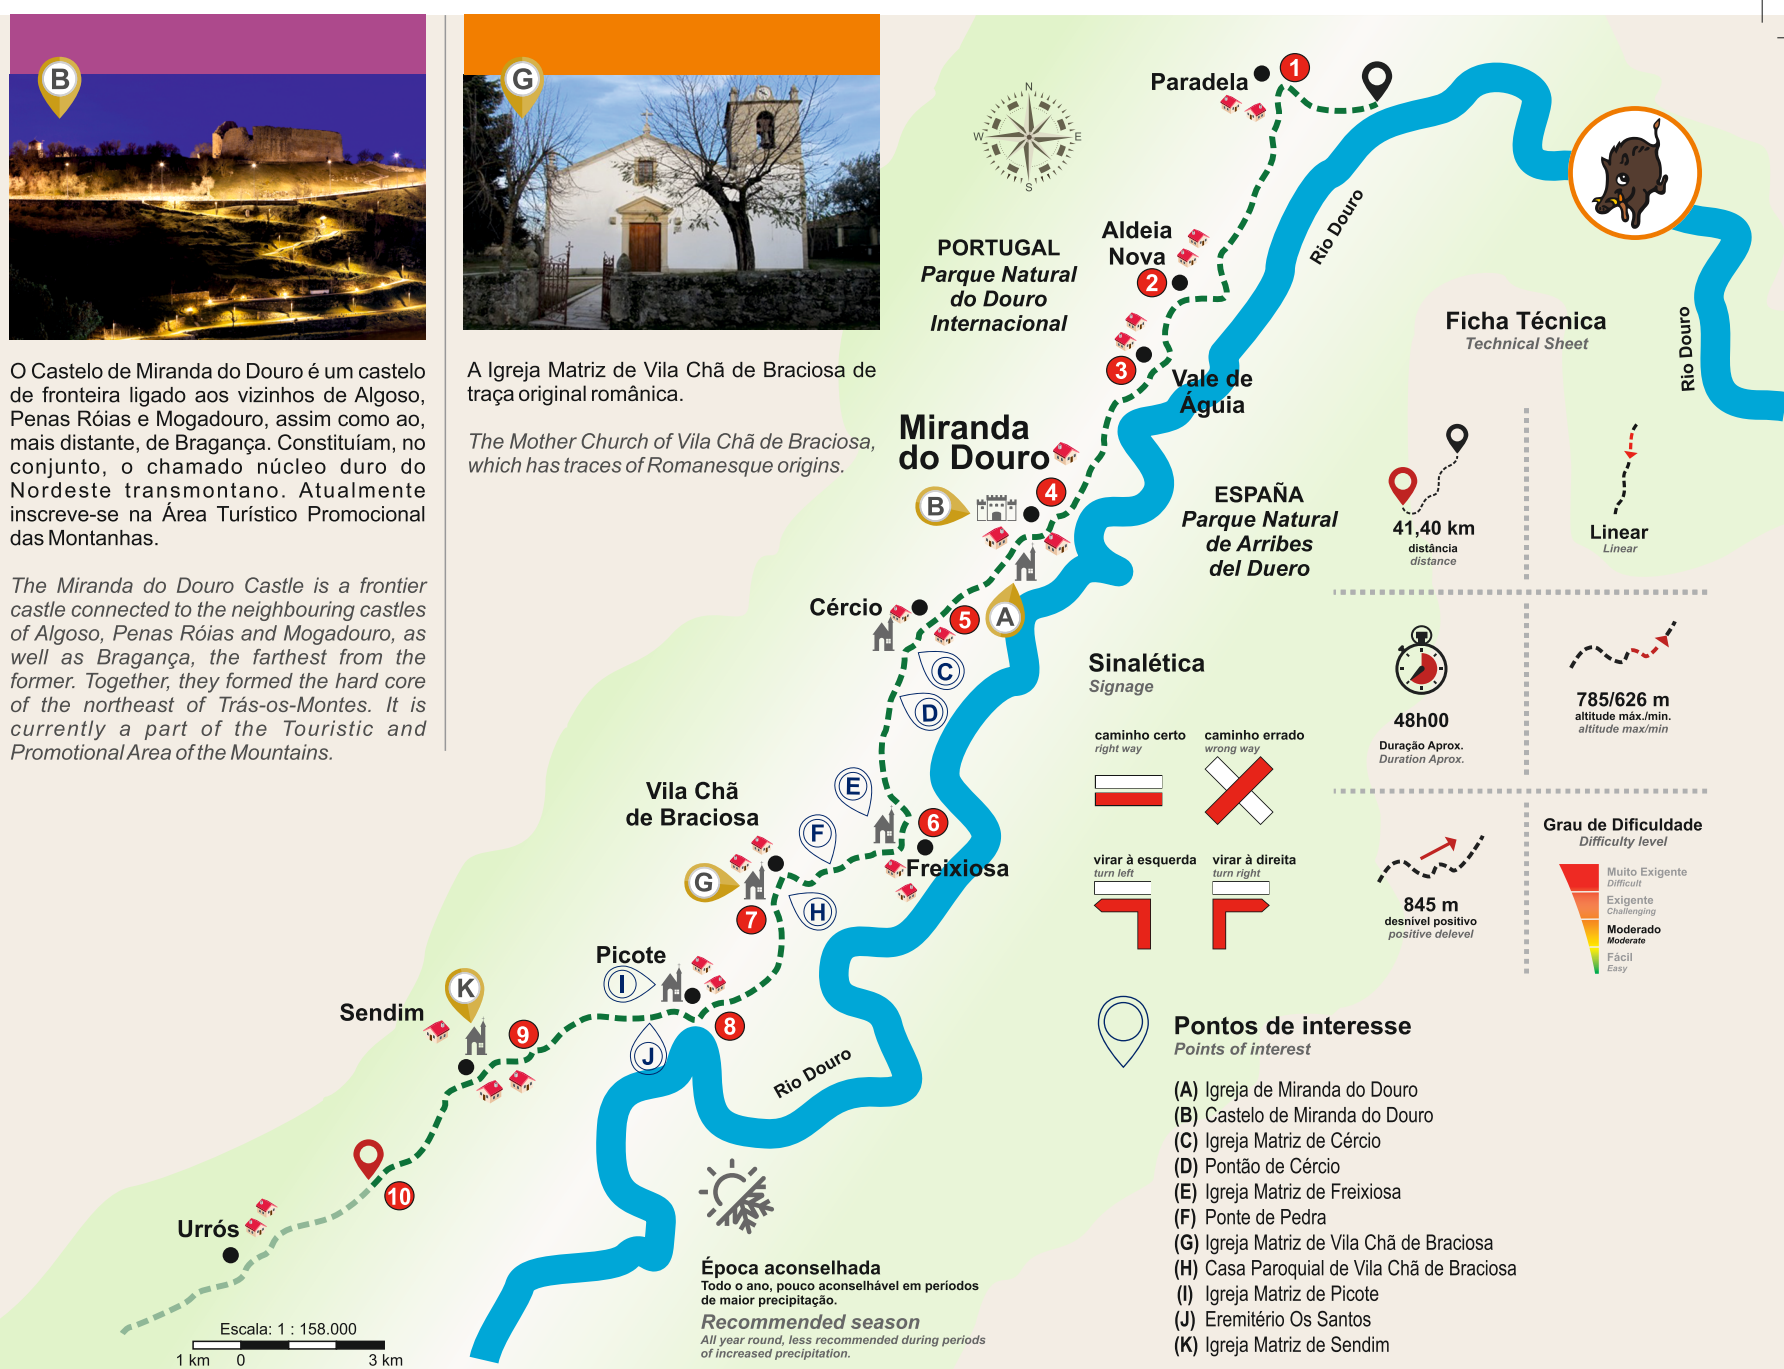 B
O Castelo de Miranda do Douro é um castelo
de fronteira ligado aos vizinhos de Algoso,
Penas Róias e Mogadouro, assim como ao,
mais distante, de Bragança. Constituíam, no
conjunto, o chamado núcleo duro do
Nordeste transmontano. Atualmente
inscreve-se na Área Turístico Promocional
das Montanhas.
The Miranda do Douro Castle is a frontier
castle connected to the neighbouring castles
of Algoso, Penas Róias and Mogadouro, as
well as Bragança, the farthest from the
former. Together, they formed the hard core
of the northeast of Trás-os-Montes. It is
currently a part of the Touristic and
Promotional Area of the Mountains.
G
A Igreja Matriz de Vila Chã de Braciosa de
traça original românica.
The Mother Church of Vila Chã de Braciosa,
which has traces of Romanesque origins.
N
W
E
S
Paradela
1
PORTUGAL
Parque Natural
do Douro
Internacional
Aldeia
Nova
2
Rio Douro
Rio Douro
3
Vale de
Águia
Miranda
do Douro
4
B
ESPAÑA
Parque Natural
de Arribes
del Duero
Cércio
5
A
C
D
E
6
Freixiosa
Vila Chã
de Braciosa
F
G
7
H
Picote
I
8
J
Rio Douro
Sendim
K
9
10
Urrós
Escala: 1 : 158.000
1 km
0
3 km
Época aconselhada
Todo o ano, pouco aconselhável em períodos
de maior precipitação.
Recommended season
All year round, less recommended during periods
of increased precipitation.
Ficha Técnica
Technical Sheet
41,40 km
distância
distance
Linear
Linear
48h00
Duração Aprox.
Duration Aprox.
785/626 m
altitude máx./min.
altitude max/min
845 m
desnível positivo
positive delevel
Grau de Dificuldade
Difficulty level
Muito Exigente
Difficult
Exigente
Challenging
Moderado
Moderate
Fácil
Easy
Sinalética
Signage
caminho certo
right way
caminho errado
wrong way
virar à esquerda
turn left
virar à direita
turn right
Pontos de interesse
Points of interest
(A) Igreja de Miranda do Douro
(B) Castelo de Miranda do Douro
(C) Igreja Matriz de Cércio
(D) Pontão de Cércio
(E) Igreja Matriz de Freixiosa
(F) Ponte de Pedra
(G) Igreja Matriz de Vila Chã de Braciosa
(H) Casa Paroquial de Vila Chã de Braciosa
(I) Igreja Matriz de Picote
(J) Eremitério Os Santos
(K) Igreja Matriz de Sendim